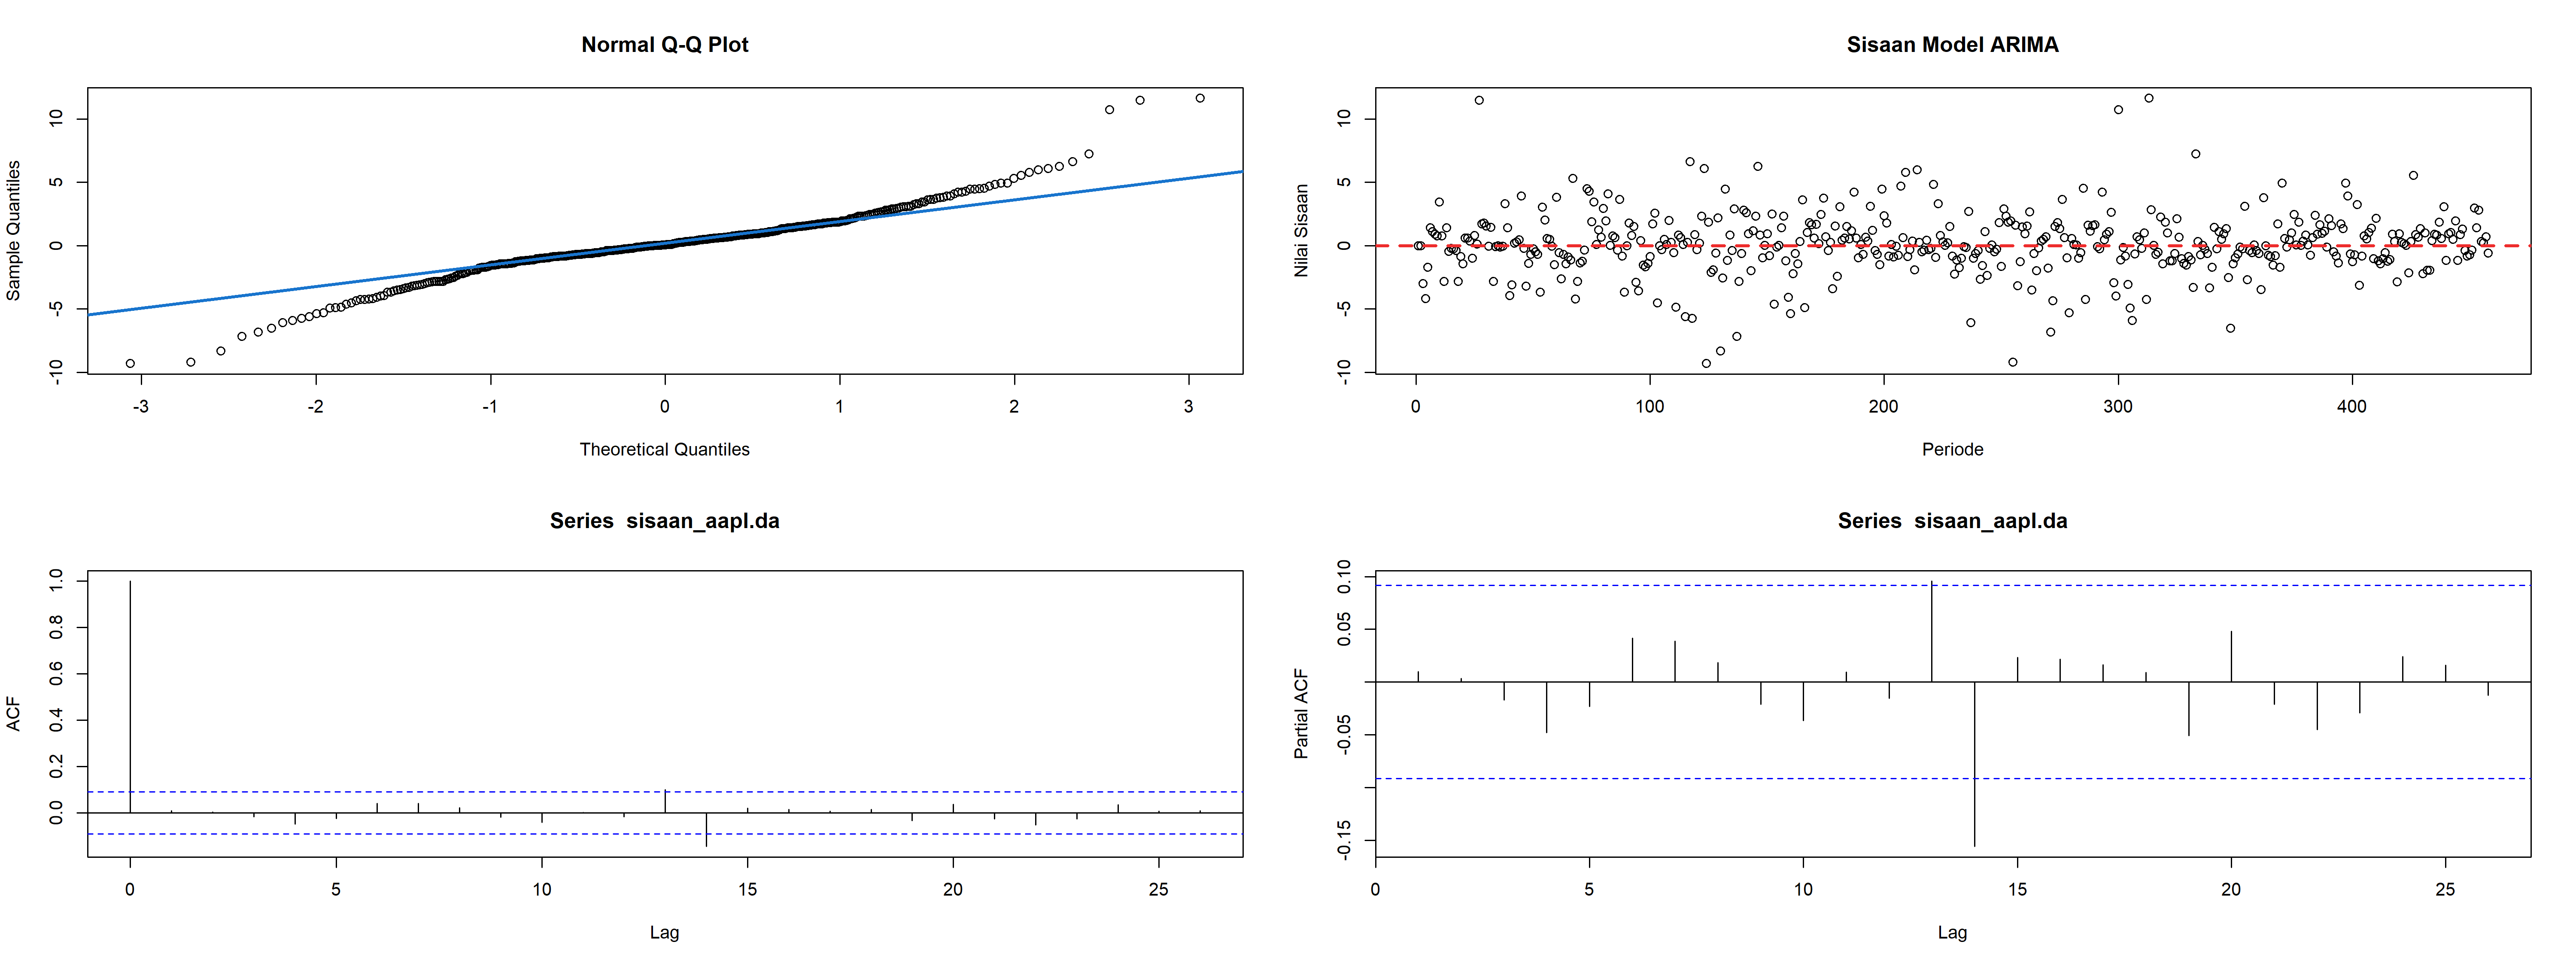 Normal Q-Q Plot
Sample Quantiles
10
5
0
-5
-10
-3 -2 -1 0 1 2 3
Theoretical Quantiles
Sisaan Model ARIMA
Nilai Sisaan
10
5
0
-5
-10
0 100 200 300 400
Periode
Series sisaan_aapl.da
ACF
1.0
0.8
0.6
0.4
0.2
0.0
0 5 10 15 20 25
Lag
Series sisaan_aapl.da
Partial ACF
0.10
0.05
-0.05
-0.15
0 5 10 15 20 25
Lag